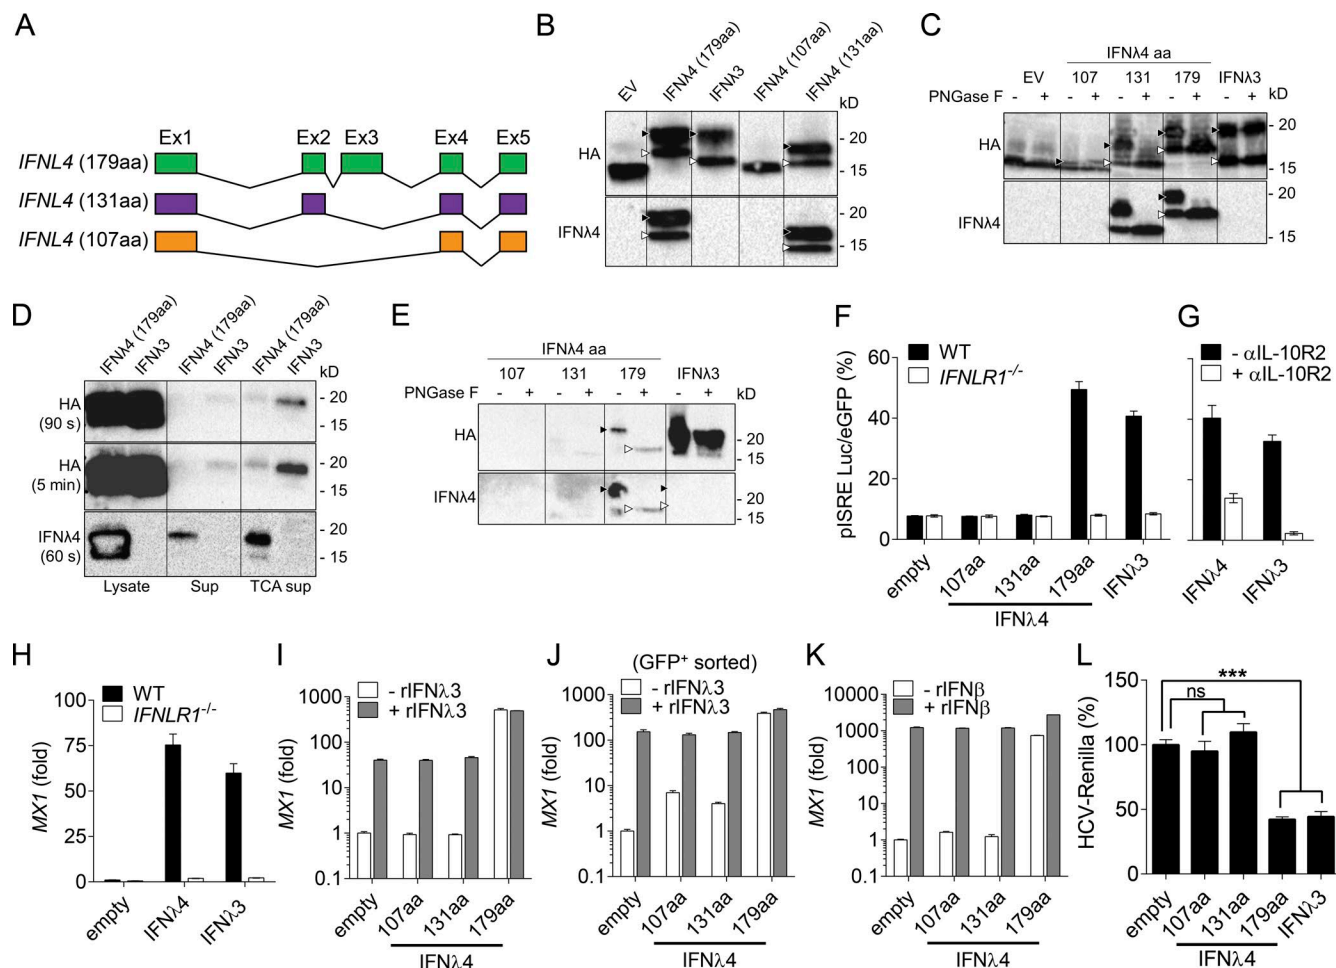 A
Ex1 Ex2 Ex3 Ex4 Ex5
IFNL4 (179aa)
IFNL4 (131aa)
IFNL4 (107aa)
B
EV
IFNλ4 (179aa)
IFNλ3
IFNλ4 (107aa)
IFNλ4 (131aa)
kD
HA
- 20
- 15
IFNλ4
- 20
- 15
C
IFNλ4 aa
EV 107 131 179 IFNλ3
PNGase F - + - + - + - + - + kD
HA
- 20
- 15
IFNλ4
- 20
- 15
D
IFNλ4 (179aa)
IFNλ3
IFNλ4 (179aa)
IFNλ3
IFNλ4 (179aa)
IFNλ3
kD
HA
(90 s)
- 20
- 15
HA
(5 min)
- 20
- 15
IFNλ4
(60 s)
- 20
- 15
Lysate Sup TCA sup
E
IFNλ4 aa
107 131 179 IFNλ3
PNGase F - + - + - + - + kD
HA
20
15
IFNλ4
20
15
F
WT
IFNLR1-/-
pISRE Luc/eGFP (%)
60
40
20
0
empty
107aa
131aa
179aa
IFNλ3
IFNλ4
G
- αIL-10R2
+ αIL-10R2
IFNλ4
IFNλ3
H
WT
IFNLR1-/-
MX1 (fold)
100
75
50
25
0
empty
IFNλ4
IFNλ3
I
- rIFNλ3
+ rIFNλ3
MX1 (fold)
1000
100
10
1
0.1
empty
107aa
131aa
179aa
IFNλ4
J
(GFP+ sorted)
- rIFNλ3
+ rIFNλ3
MX1 (fold)
1000
100
10
1
0.1
empty
107aa
131aa
179aa
IFNλ4
K
- rIFNβ
+ rIFNβ
MX1 (fold)
10000
1000
100
10
1
0.1
empty
107aa
131aa
179aa
IFNλ4
L
HCV-Renilla (%)
150
100
50
0
***
ns
empty
107aa
131aa
179aa
IFNλ3
IFNλ4